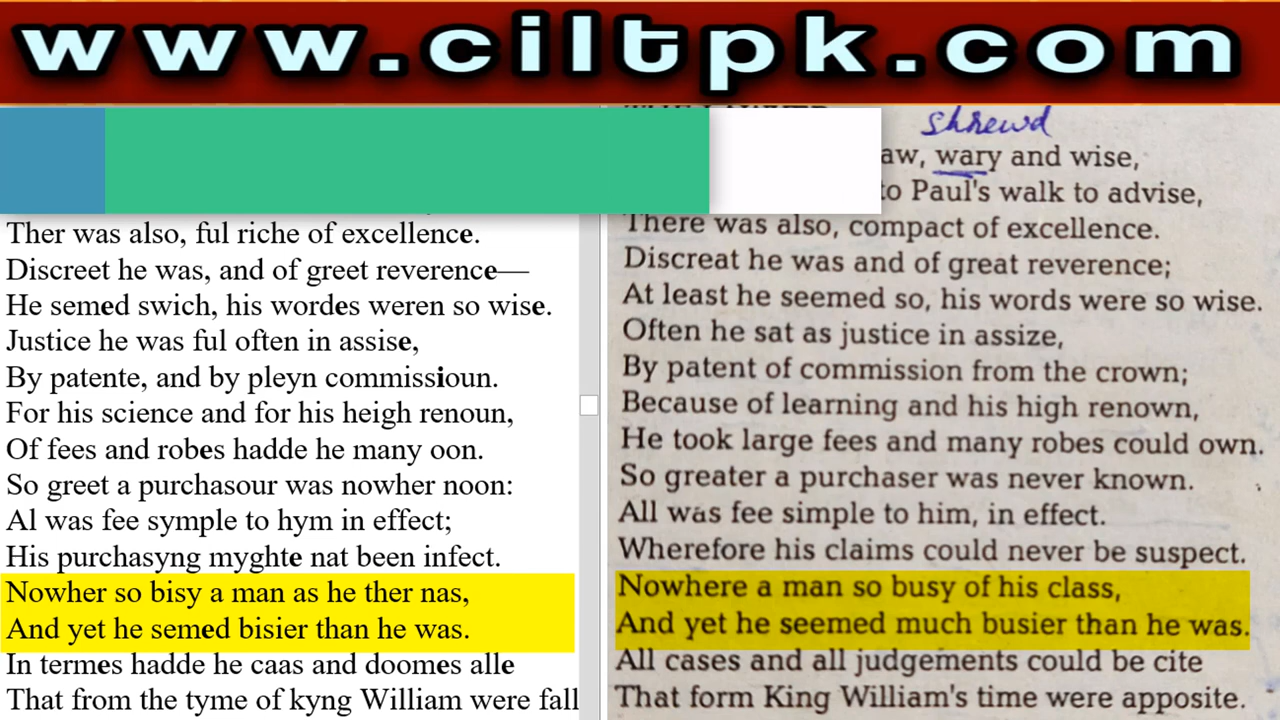 www.ciltpk.com
Ther was also, ful riche of excellence.
Discreet he was, and of greet reverence—
He semed swich, his wordes weren so wise.
Justice he was ful often in assise,
By patente, and by pleyn commissioun.
For his science and for his heigh renoun,
Of fees and robes hadde he many oon.
So greet a purchasour was nowher noon:
Al was fee symple to hym in effect;
His purchasyng myghte nat been infect.
Nowher so bisy a man as he ther nas,
And yet he semed bisier than he was.
In termes hadde he caas and doomes alle
That from the tyme of kyng William were fall
shrewd
aw, wary and wise,
to Paul's walk to advise,
There was also, compact of excellence.
Discreat he was and of great reverence;
At least he seemed so, his words were so wise.
Often he sat as justice in assize,
By patent of commission from the crown;
Because of learning and his high renown,
He took large fees and many robes could own.
So greater a purchaser was never known.
All was fee simple to him, in effect.
Wherefore his claims could never be suspect.
Nowhere a man so busy of his class,
And yet he seemed much busier than he was.
All cases and all judgements could be cite
That form King William's time were apposite.